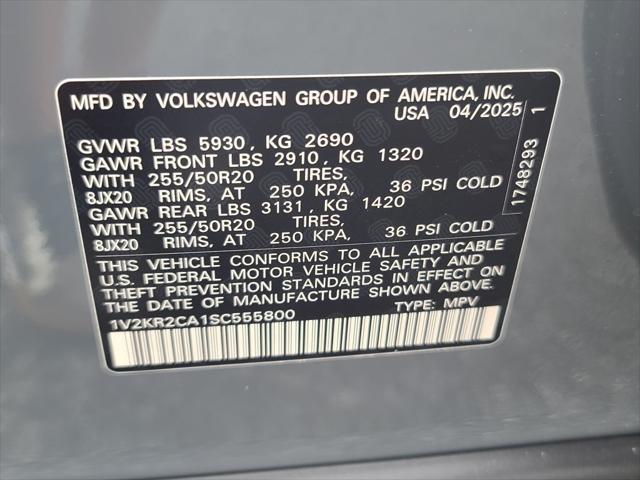 MFD BY VOLKSWAGEN GROUP OF AMERICA, INC.
USA 04/2025
GVWR LBS 5930 , KG 2690
GAWR FRONT LBS 2910 , KG 1320
WITH 255/50R20 TIRES,
8JX20 RIMS, AT 250 KPA, 36 PSI COLD
GAWR REAR LBS 3131 , KG 1420
WITH 255/50R20 TIRES,
8JX20 RIMS, AT 250 KPA, 36 PSI COLD
THIS VEHICLE CONFORMS TO ALL APPLICABLE
U.S. FEDERAL MOTOR VEHICLE SAFETY AND
THEFT PREVENTION STANDARDS IN EFFECT ON
THE DATE OF MANUFACTURE SHOWN ABOVE.
1V2KR2CA1SC555800 TYPE: MPV
1748293 1